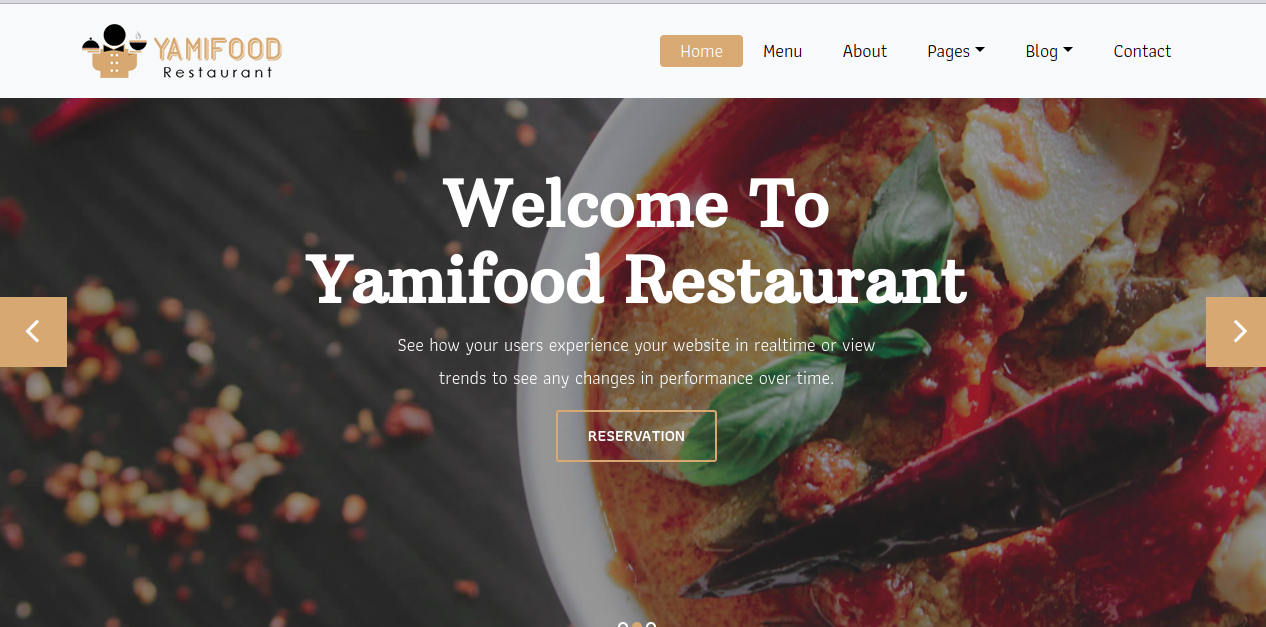 YAMIFOOD
Restaurant
Home Menu About Pages Blog Contact
Welcome To
Yamifood Restaurant
See how your users experience your website in realtime or view
trends to see any changes in performance over time.
RESERVATION